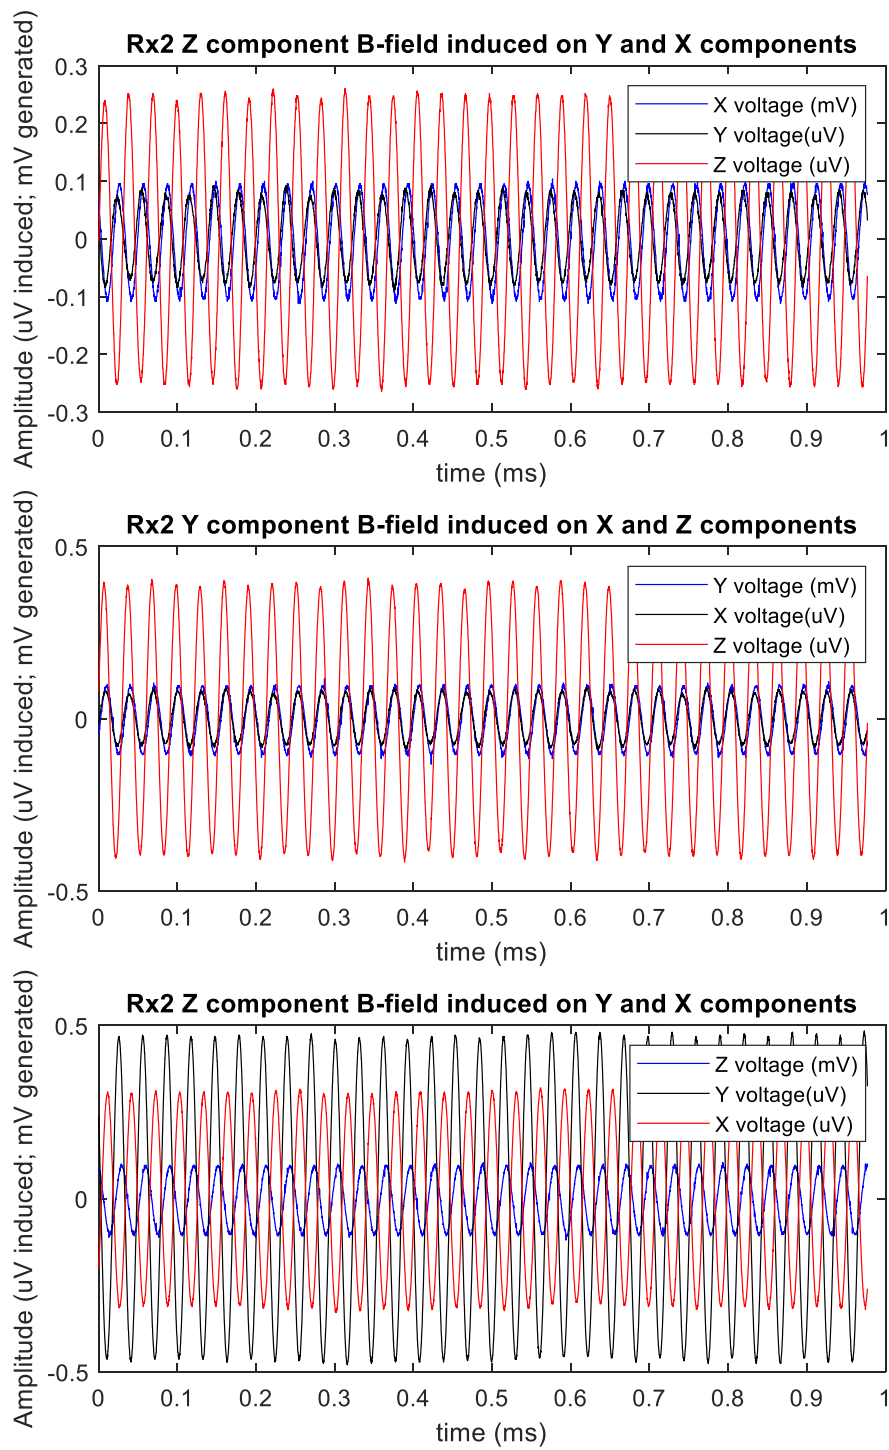 Rx2 Z component B-field induced on Y and X components
Amplitude (uV induced; mV generated)
0.3
0.2
0.1
0
-0.1
-0.2
-0.3
X voltage (mV)
Y voltage(uV)
Z voltage (uV)
0 0.1 0.2 0.3 0.4 0.5 0.6 0.7 0.8 0.9 1
time (ms)
Rx2 Y component B-field induced on X and Z components
Amplitude (uV induced; mV generated)
0.5
0
-0.5
Y voltage (mV)
X voltage(uV)
Z voltage (uV)
0 0.1 0.2 0.3 0.4 0.5 0.6 0.7 0.8 0.9 1
time (ms)
Rx2 Z component B-field induced on Y and X components
Amplitude (uV induced; mV generated)
0.5
0
-0.5
Z voltage (mV)
Y voltage(uV)
X voltage (uV)
0 0.1 0.2 0.3 0.4 0.5 0.6 0.7 0.8 0.9 1
time (ms)